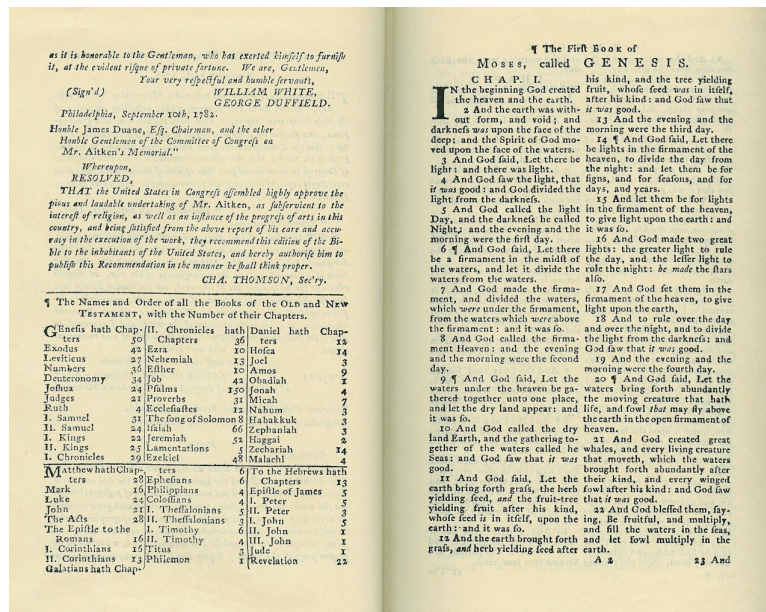 as it is honorable to the Gentleman, who has exerted himſelf to furniſh
it, at the evident riſque of private fortune. We are, Gentlemen,
Your very reſpectful and humble ſervants,
(Sign'd) WILLIAM WHITE,
GEORGE DUFFIELD.
Philadelphia, September 10th, 1782.
Honble James Duane, Eſq. Chairman, and the other
Honble Gentlemen of the Committee of Congreſs on
Mr. Aitken's Memorial."
Whereupon,
RESOLVED,
THAT the United States in Congreſs aſſembled highly approve the
pious and laudable undertaking of Mr. Aitken, as ſubſervient to the
intereſt of religion, as well as an inſtance of the progreſs of arts in this
country, and being ſatisfied from the above report of his care and accu-
racy in the execution of the work, they recommend this edition of the Bi-
ble to the inhabitants of the United States, and hereby authoriſe him to
publiſh this Recommendation in the manner he ſhall think proper.
CHA. THOMSON, Sec'ry.
¶ The Names and Order of all the Books of the OLD and NEW
TESTAMENT, with the Number of their Chapters.
GEneſis hath Chap-
ters 50
Exodus 42
Leviticus 27
Numbers 36
Deuteronomy 34
Joſhua 24
Judges 21
Ruth 4
I. Samuel 31
II. Samuel 24
I. Kings 22
II. Kings 25
I. Chronicles 29
II. Chronicles hath
Chapters 36
Ezra 10
Nehemiah 13
Eſther 10
Job 42
Pſalms 150
Proverbs 31
Eccleſiaſtes 12
The ſong of Solomon 8
Iſaiah 66
Jeremiah 52
Lamentations 5
Ezekiel 48
Daniel hath Chap-
ters 12
Hoſea 14
Joel 3
Amos 9
Obadiah 1
Jonah 4
Micah 7
Nahum 3
Habakkuk 3
Zephaniah 3
Haggai 2
Zechariah 14
Malachi 4
MAtthew hath Chap-
ters 28
Mark 16
Luke 24
John 21
The Acts 28
The Epiſtle to the
Romans 16
I. Corinthians 16
II. Corinthians 13
Galatians hath Chap-
ters 6
Epheſians 6
Philippians 4
Coloſſians 4
I. Theſſalonians 5
II. Theſſalonians 3
I. Timothy 6
II. Timothy 4
Titus 3
Philemon 1
To the Hebrews hath
Chapters 13
Epiſtle of James 5
I. Peter 5
II. Peter 3
I. John 5
II. John 1
III. John 1
Jude 1
Revelation 22
¶ The Firſt BOOK of
MOSES, called GENESIS.
CHAP. I.
IN the beginning God created
the heaven and the earth.
2 And the earth was with-
out form, and void; and
darkneſs was upon the face of the
deep: and the Spirit of God mo-
ved upon the face of the waters.
3 And God ſaid, Let there be
light: and there was light.
4 And God ſaw the light, that
it was good: and God divided the
light from the darkneſs.
5 And God called the light
Day, and the darkneſs he called
Night; and the evening and the
morning were the firſt day.
6 ¶ And God ſaid, Let there
be a firmament in the midſt of
the waters, and let it divide the
waters from the waters.
7 And God made the firma-
ment, and divided the waters,
which were under the firmament,
from the waters which were above
the firmament: and it was ſo.
8 And God called the firma-
ment Heaven: and the evening
and the morning were the ſecond
day.
9 ¶ And God ſaid, Let the
waters under the heaven be ga-
thered together unto one place,
and let the dry land appear: and
it was ſo.
10 And God called the dry
land Earth, and the gathering to-
gether of the waters called he
Seas: and God ſaw that it was
good.
11 And God ſaid, Let the
earth bring forth graſs, the herb
yielding ſeed, and the fruit-tree
yielding fruit after his kind,
whoſe ſeed is in itſelf, upon the
earth: and it was ſo.
12 And the earth brought forth
graſs, and herb yielding ſeed after
his kind, and the tree yielding
fruit, whoſe ſeed was in itſelf,
after his kind: and God ſaw that
it was good.
13 And the evening and the
morning were the third day.
14 ¶ And God ſaid, Let there
be lights in the firmament of the
heaven, to divide the day from
the night: and let them be for
ſigns, and for ſeaſons, and for
days, and years.
15 And let them be for lights
in the firmament of the heaven,
to give light upon the earth: and
it was ſo.
16 And God made two great
lights: the greater light to rule
the day, and the leſſer light to
rule the night: he made the ſtars
alſo.
17 And God ſet them in the
firmament of the heaven, to give
light upon the earth,
18 And to rule over the day
and over the night, and to divide
the light from the darkneſs: and
God ſaw that it was good.
19 And the evening and the
morning were the fourth day.
20 ¶ And God ſaid, Let the
waters bring forth abundantly
the moving creature that hath
life, and fowl that may fly above
the earth in the open firmament of
heaven.
21 And God created great
whales, and every living creature
that moveth, which the waters
brought forth abundantly after
their kind, and every winged
fowl after his kind: and God ſaw
that it was good.
22 And God bleſſed them, ſay-
ing, Be fruitful, and multiply,
and fill the waters in the ſeas,
and let fowl multiply in the
earth.
A 2 23 And